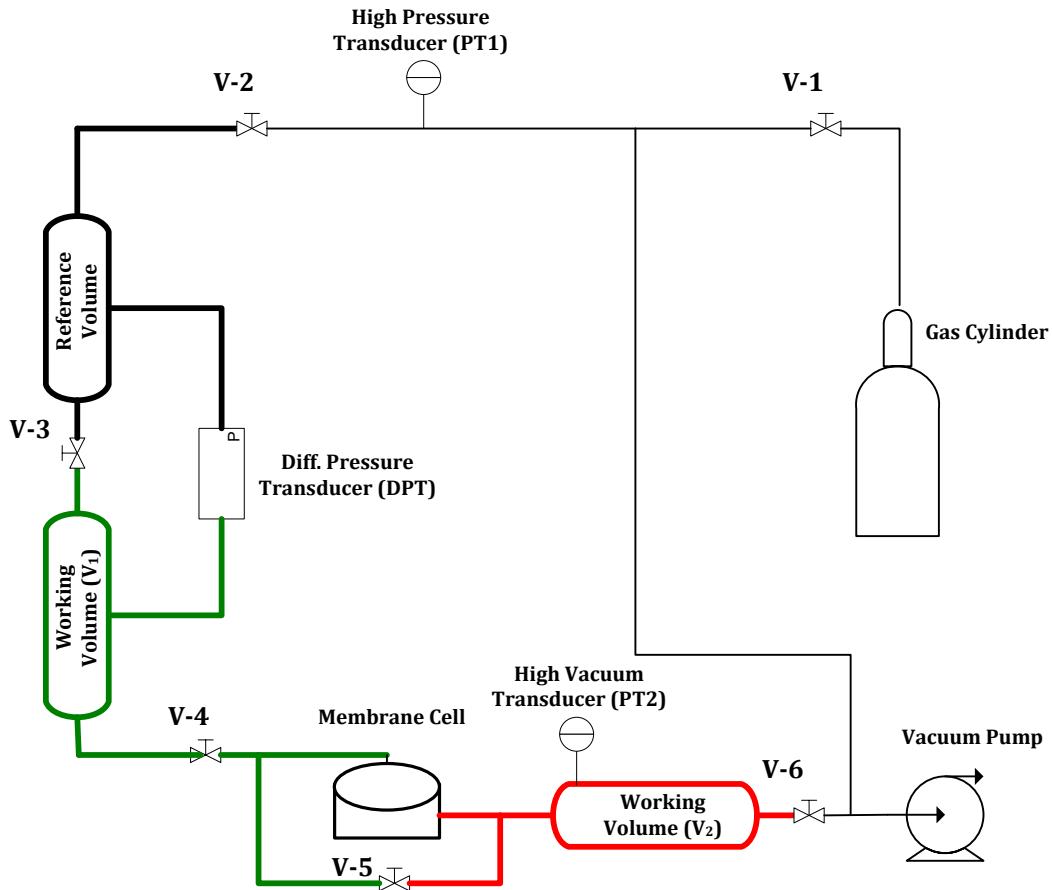 High Pressure
Transducer (PT1)
V-2
V-1
Reference
Volume
Gas Cylinder
V-3
P
Diff. Pressure
Transducer (DPT)
Working
Volume (V₁)
High Vacuum
Transducer (PT2)
V-4
Membrane Cell
Vacuum Pump
V-6
Working
Volume (V₂)
V-5